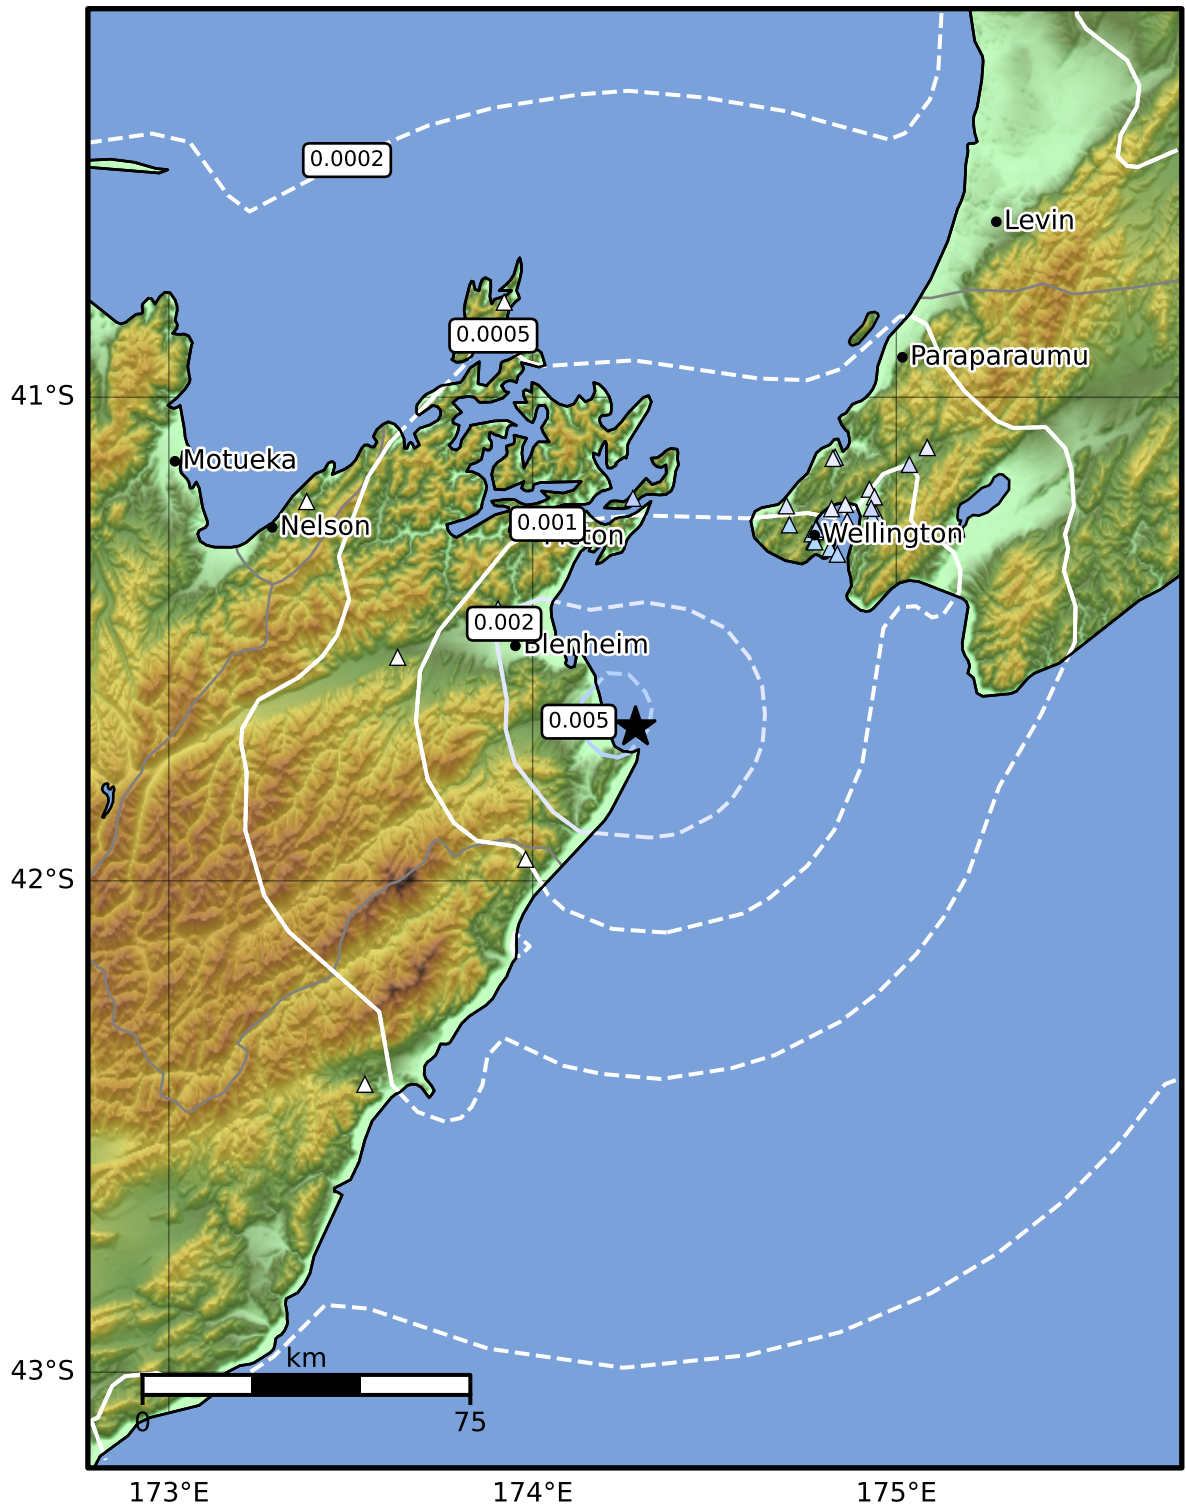 0.0002
Levin
0.0005
Paraparaumu
41°S
Motueka
Nelson
0.001
Wellington
0.002
Blenheim
0.005
42°S
43°S
km
0
75
173°E
174°E
175°E